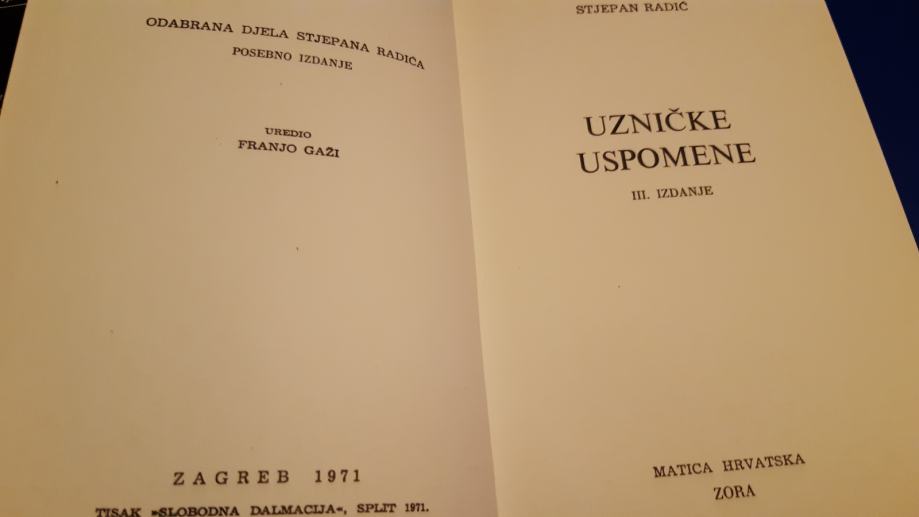 ODABRANA DJELA STJEPANA RADIĆA
POSEBNO IZDANJE
UREDIO
FRANJO GAŽI
ZAGREB 1971
TISAK »SLOBODNA DALMACIJA«, SPLIT 1971.
STJEPAN RADIĆ
UZNIČKE
USPOMENE
III. IZDANJE
MATICA HRVATSKA
ZORA